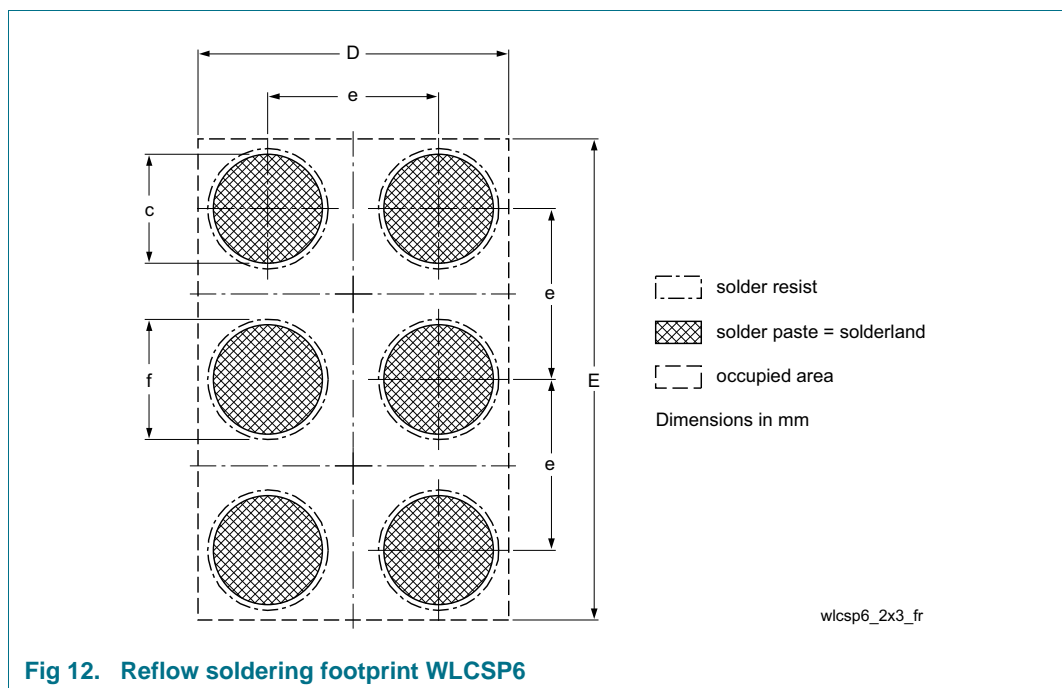 D
e
c
e
solder resist
solder paste = solderland
f
E
occupied area
Dimensions in mm
e
wlcsp6_2x3_fr
Fig 12. Reflow soldering footprint WLCSP6